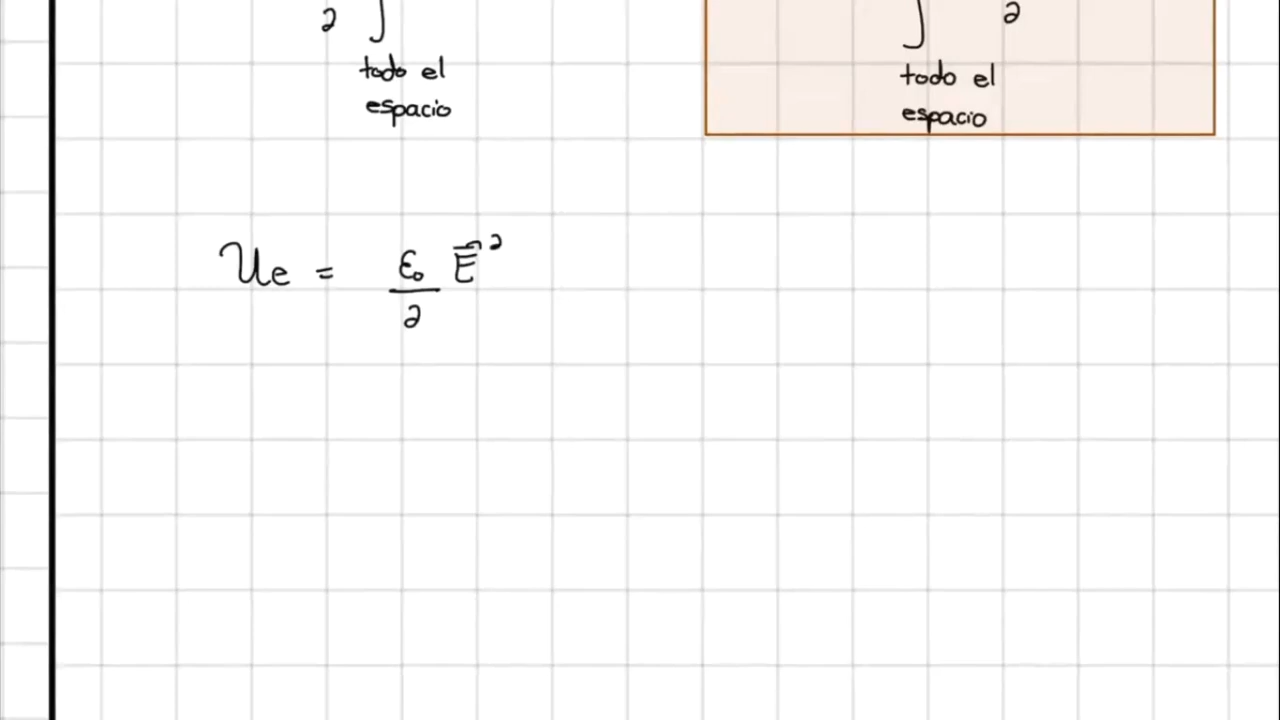 2 ∫ ∫ 2
todo el
espacio
todo el
espacio
Ue = ε₀/2 E⃗²